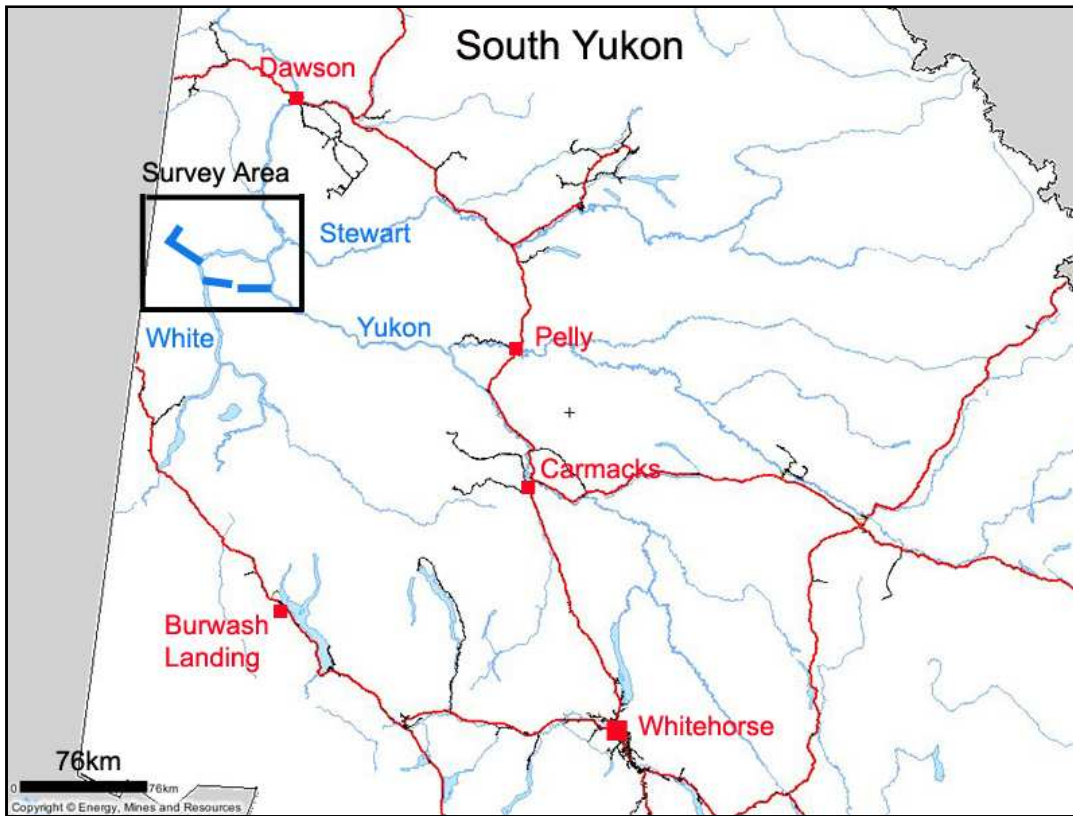 South Yukon
Dawson
Survey Area
Stewart
White
Yukon
Pelly
Carmacks
Burwash
Landing
Whitehorse
76km
0
76km
Copyright © Energy, Mines and Resources